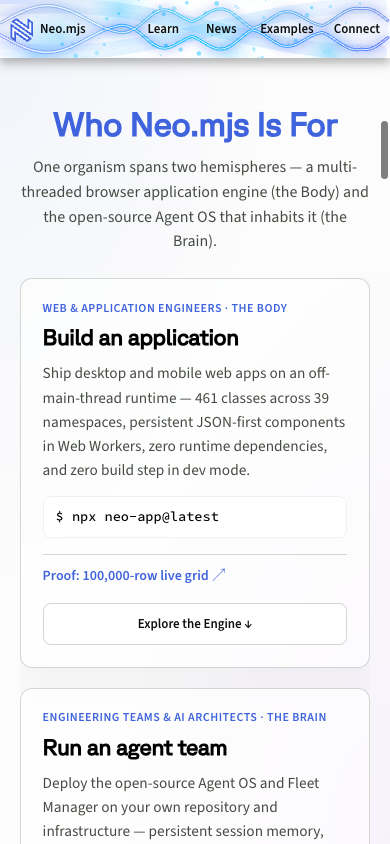 Neo.mjs Learn News Examples Connect
Who Neo.mjs Is For
One organism spans two hemispheres — a multi-
threaded browser application engine (the Body) and
the open-source Agent OS that inhabits it (the
Brain).
WEB & APPLICATION ENGINEERS · THE BODY
Build an application
Ship desktop and mobile web apps on an off-
main-thread runtime — 461 classes across 39
namespaces, persistent JSON-first components
in Web Workers, zero runtime dependencies,
and zero build step in dev mode.
$ npx neo-app@latest
Proof: 100,000-row live grid ↗
Explore the Engine ↓
ENGINEERING TEAMS & AI ARCHITECTS · THE BRAIN
Run an agent team
Deploy the open-source Agent OS and Fleet
Manager on your own repository and
infrastructure — persistent session memory,